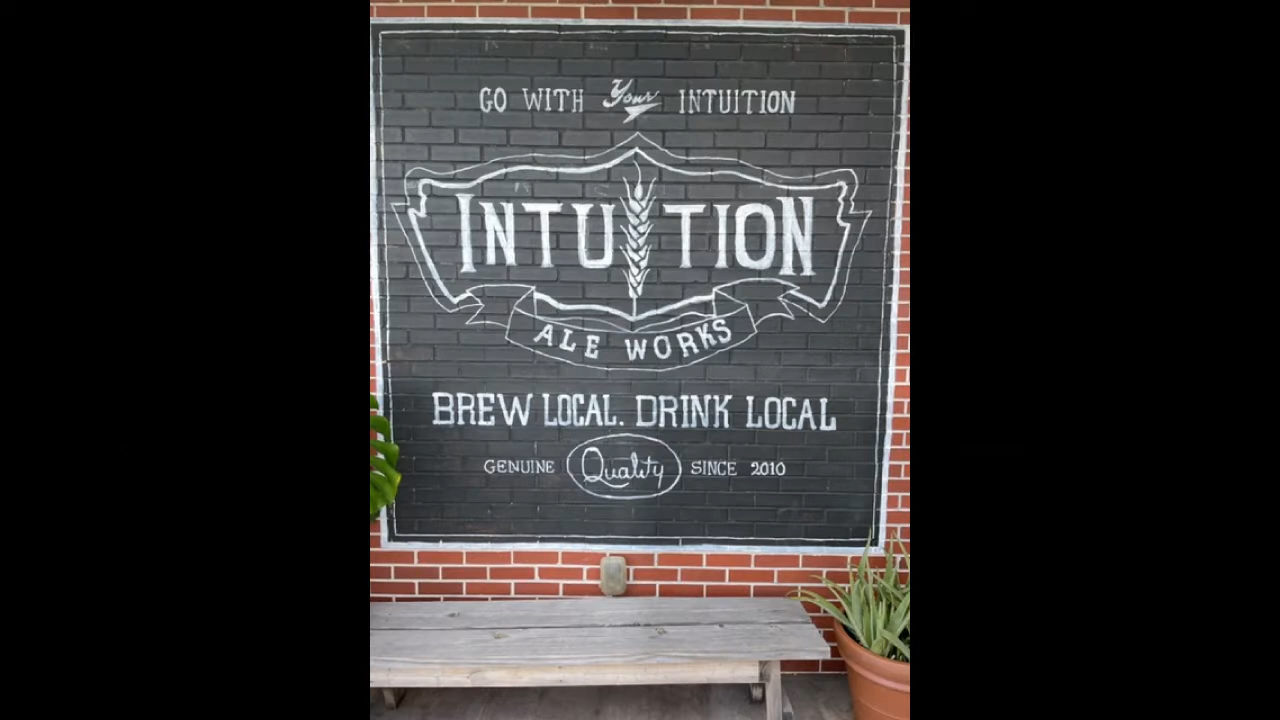 GO WITH Your INTUITION
INTUITION
ALE WORKS
BREW LOCAL. DRINK LOCAL
GENUINE Quality SINCE 2010